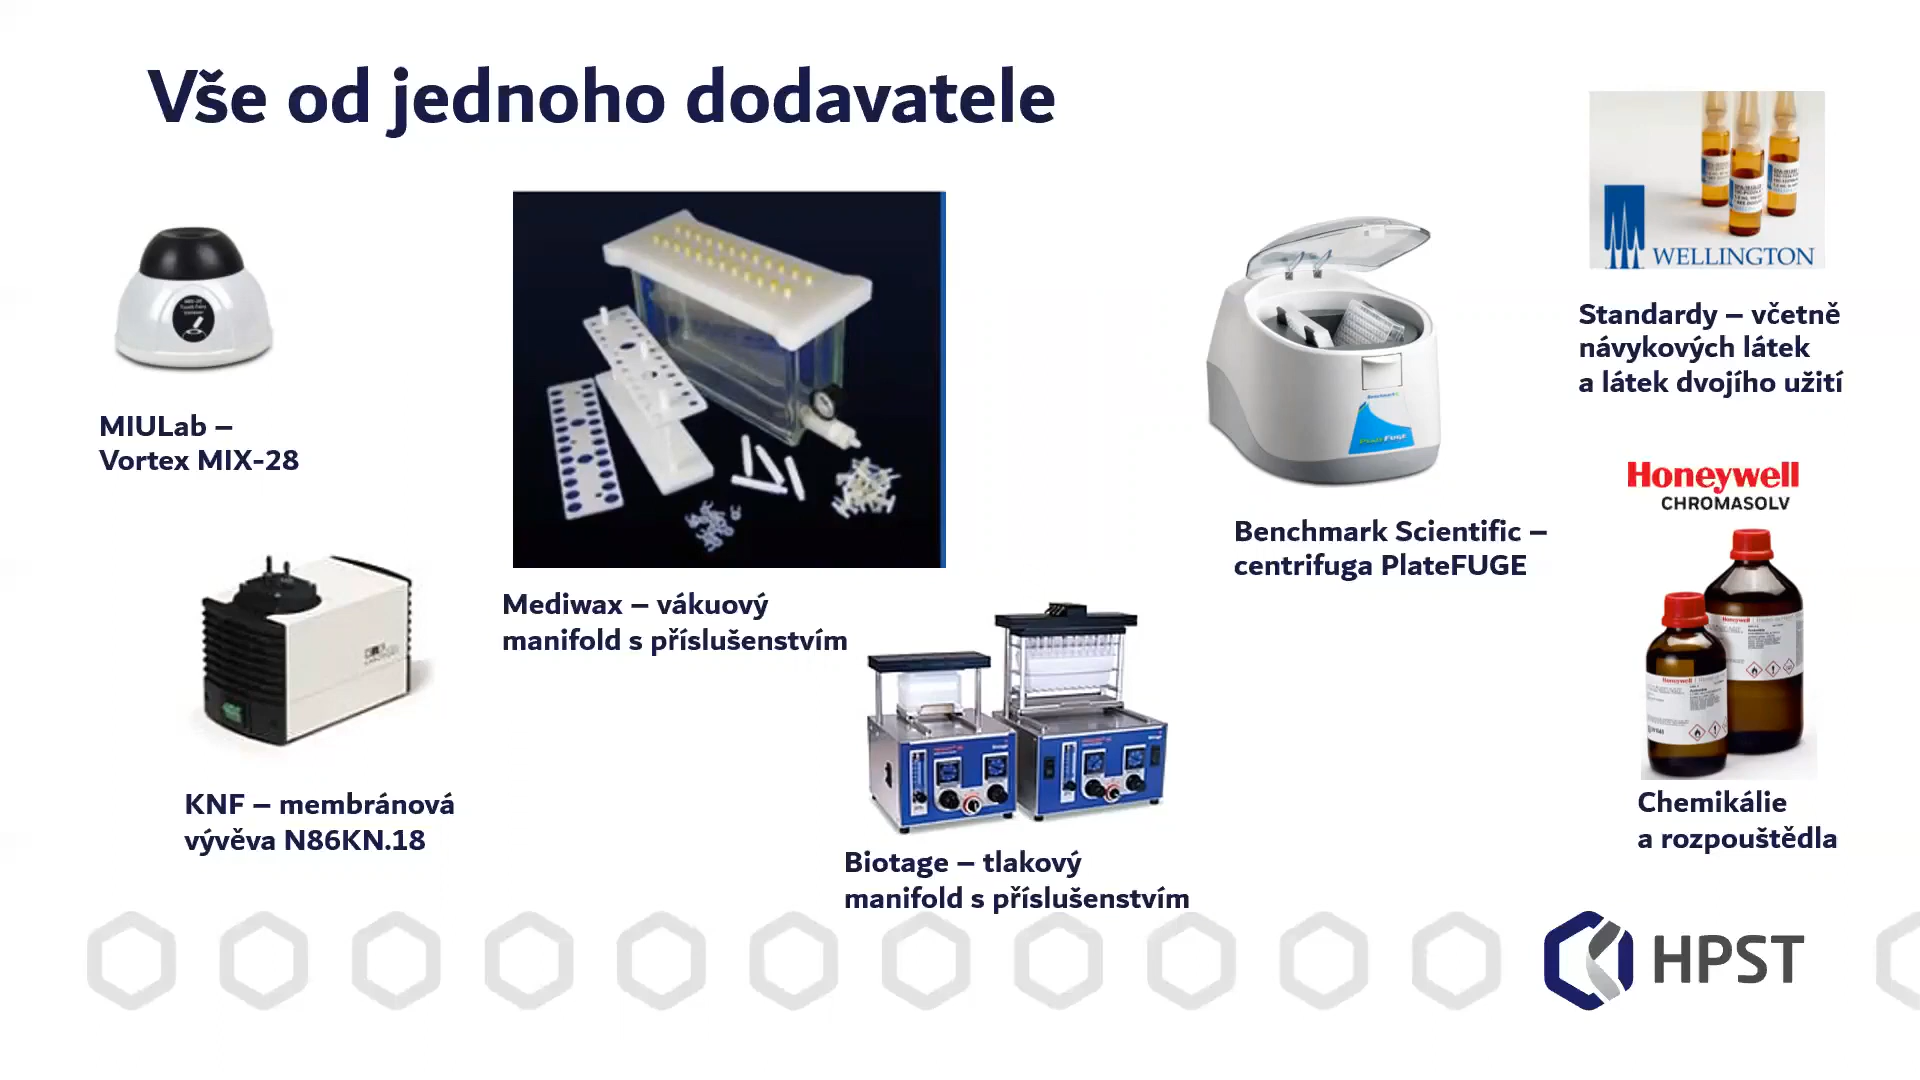 Vše od jednoho dodavatele
MIULab –
Vortex MIX-28
KNF – membránová
vývěva N86KN.18
Mediwax – vákuový
manifold s příslušenstvím
Biotage – tlakový
manifold s příslušenstvím
Benchmark Scientific –
centrifuga PlateFUGE
WELLINGTON
Standardy – včetně
návykových látek
a látek dvojího užití
Honeywell
CHROMASOLV
Honeywell
Honeywell
Chemikálie
a rozpouštědla
HPST